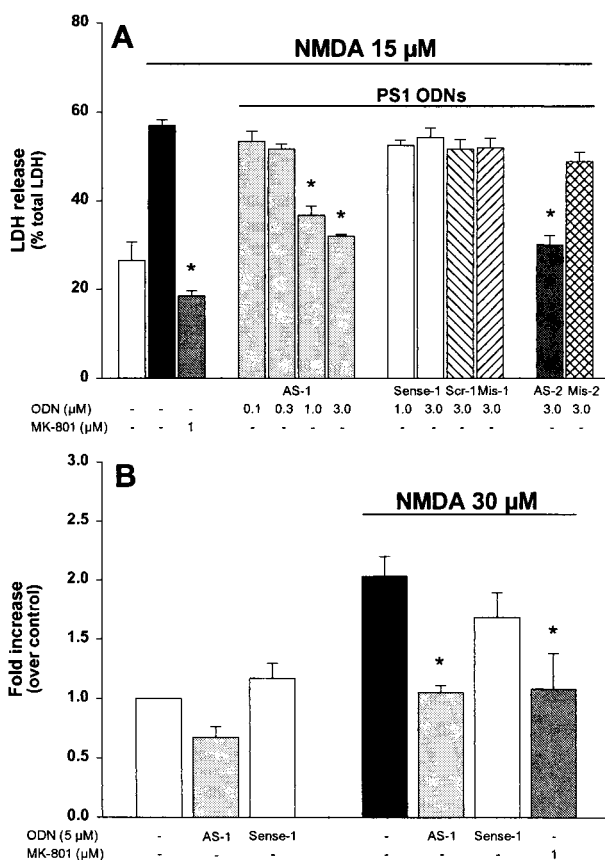 A
NMDA 15 µM
PS1 ODNs
LDH release
(% total LDH)
80
60
40
20
0
* * * *
AS-1 Sense-1 Scr-1 Mis-1 AS-2 Mis-2
ODN (µM) - - - 0.1 0.3 1.0 3.0 1.0 3.0 3.0 3.0 3.0 3.0
MK-801 (µM) - - 1 - - - - - - - - - -
B
NMDA 30 µM
Fold increase
(over control)
3.0
2.5
2.0
1.5
1.0
0.5
0.0
* *
ODN (5 µM) - AS-1 Sense-1 - AS-1 Sense-1 -
MK-801 (µM) - - - - - - 1